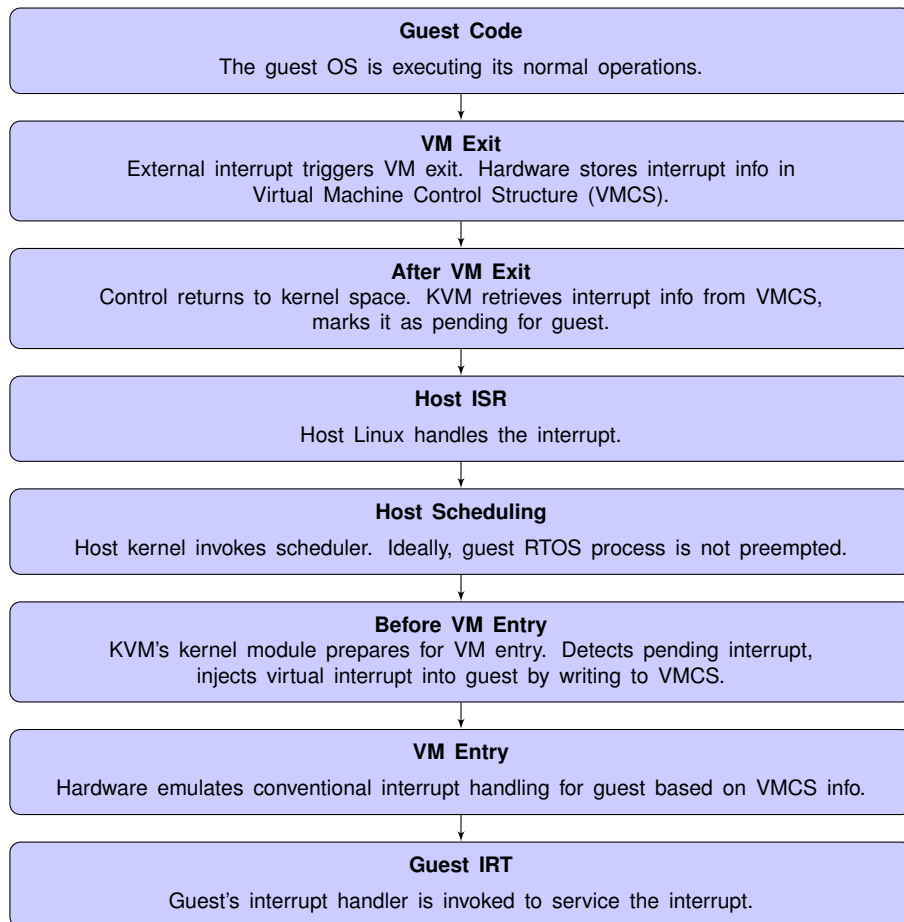 Guest Code
The guest OS is executing its normal operations.
VM Exit
External interrupt triggers VM exit. Hardware stores interrupt info in
Virtual Machine Control Structure (VMCS).
After VM Exit
Control returns to kernel space. KVM retrieves interrupt info from VMCS,
marks it as pending for guest.
Host ISR
Host Linux handles the interrupt.
Host Scheduling
Host kernel invokes scheduler. Ideally, guest RTOS process is not preempted.
Before VM Entry
KVM's kernel module prepares for VM entry. Detects pending interrupt,
injects virtual interrupt into guest by writing to VMCS.
VM Entry
Hardware emulates conventional interrupt handling for guest based on VMCS info.
Guest IRT
Guest's interrupt handler is invoked to service the interrupt.